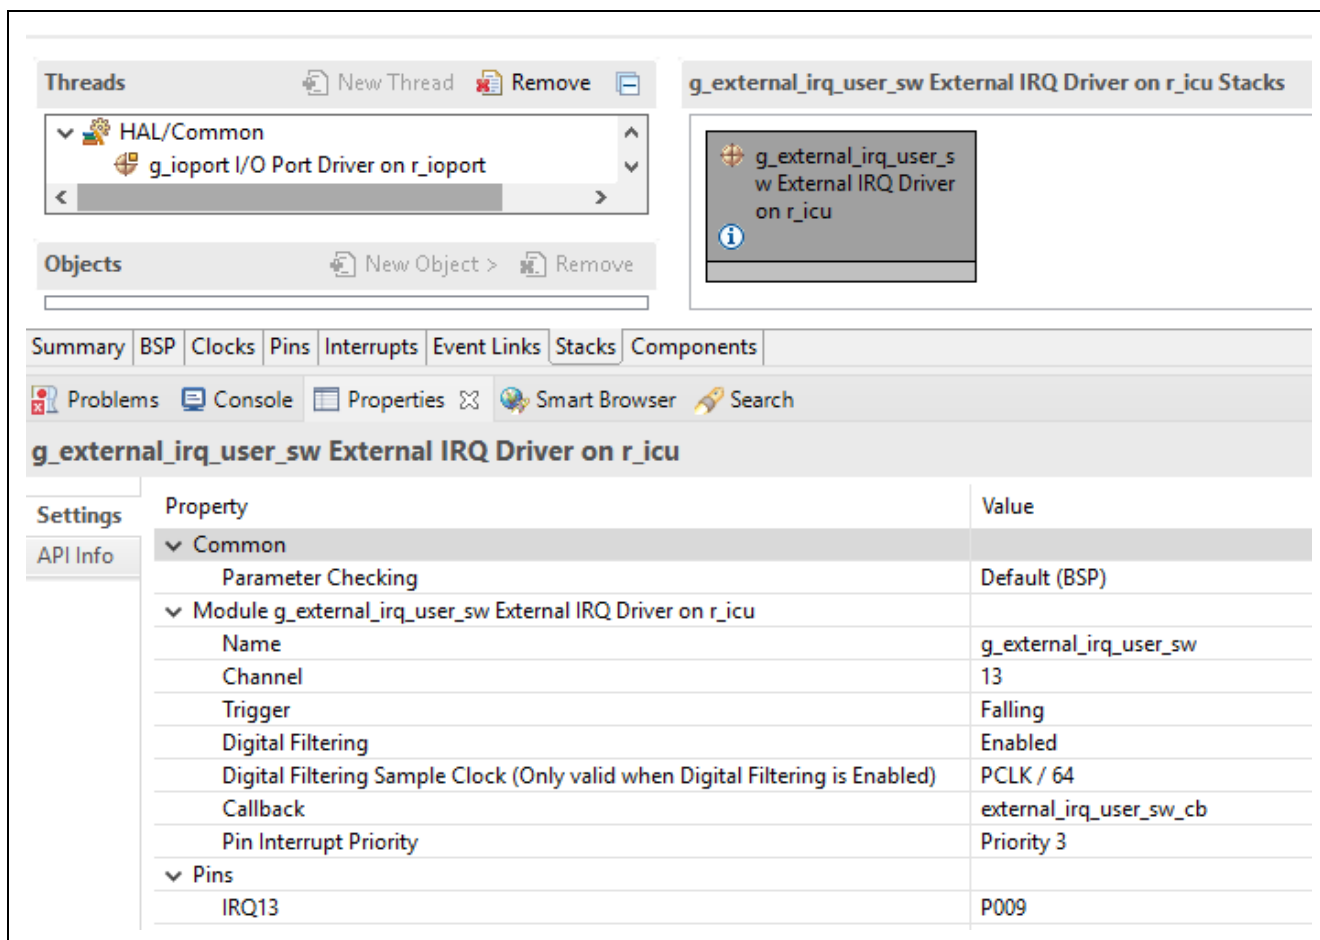 Threads New Thread Remove
HAL/Common
g_ioport I/O Port Driver on r_ioport
Objects New Object > Remove
g_external_irq_user_sw External IRQ Driver on r_icu Stacks
g_external_irq_user_s
w External IRQ Driver
on r_icu
Summary BSP Clocks Pins Interrupts Event Links Stacks Components
Problems Console Properties Smart Browser Search
g_external_irq_user_sw External IRQ Driver on r_icu
Settings
API Info
Property Value
Common
Parameter Checking Default (BSP)
Module g_external_irq_user_sw External IRQ Driver on r_icu
Name g_external_irq_user_sw
Channel 13
Trigger Falling
Digital Filtering Enabled
Digital Filtering Sample Clock (Only valid when Digital Filtering is Enabled) PCLK / 64
Callback external_irq_user_sw_cb
Pin Interrupt Priority Priority 3
Pins
IRQ13 P009